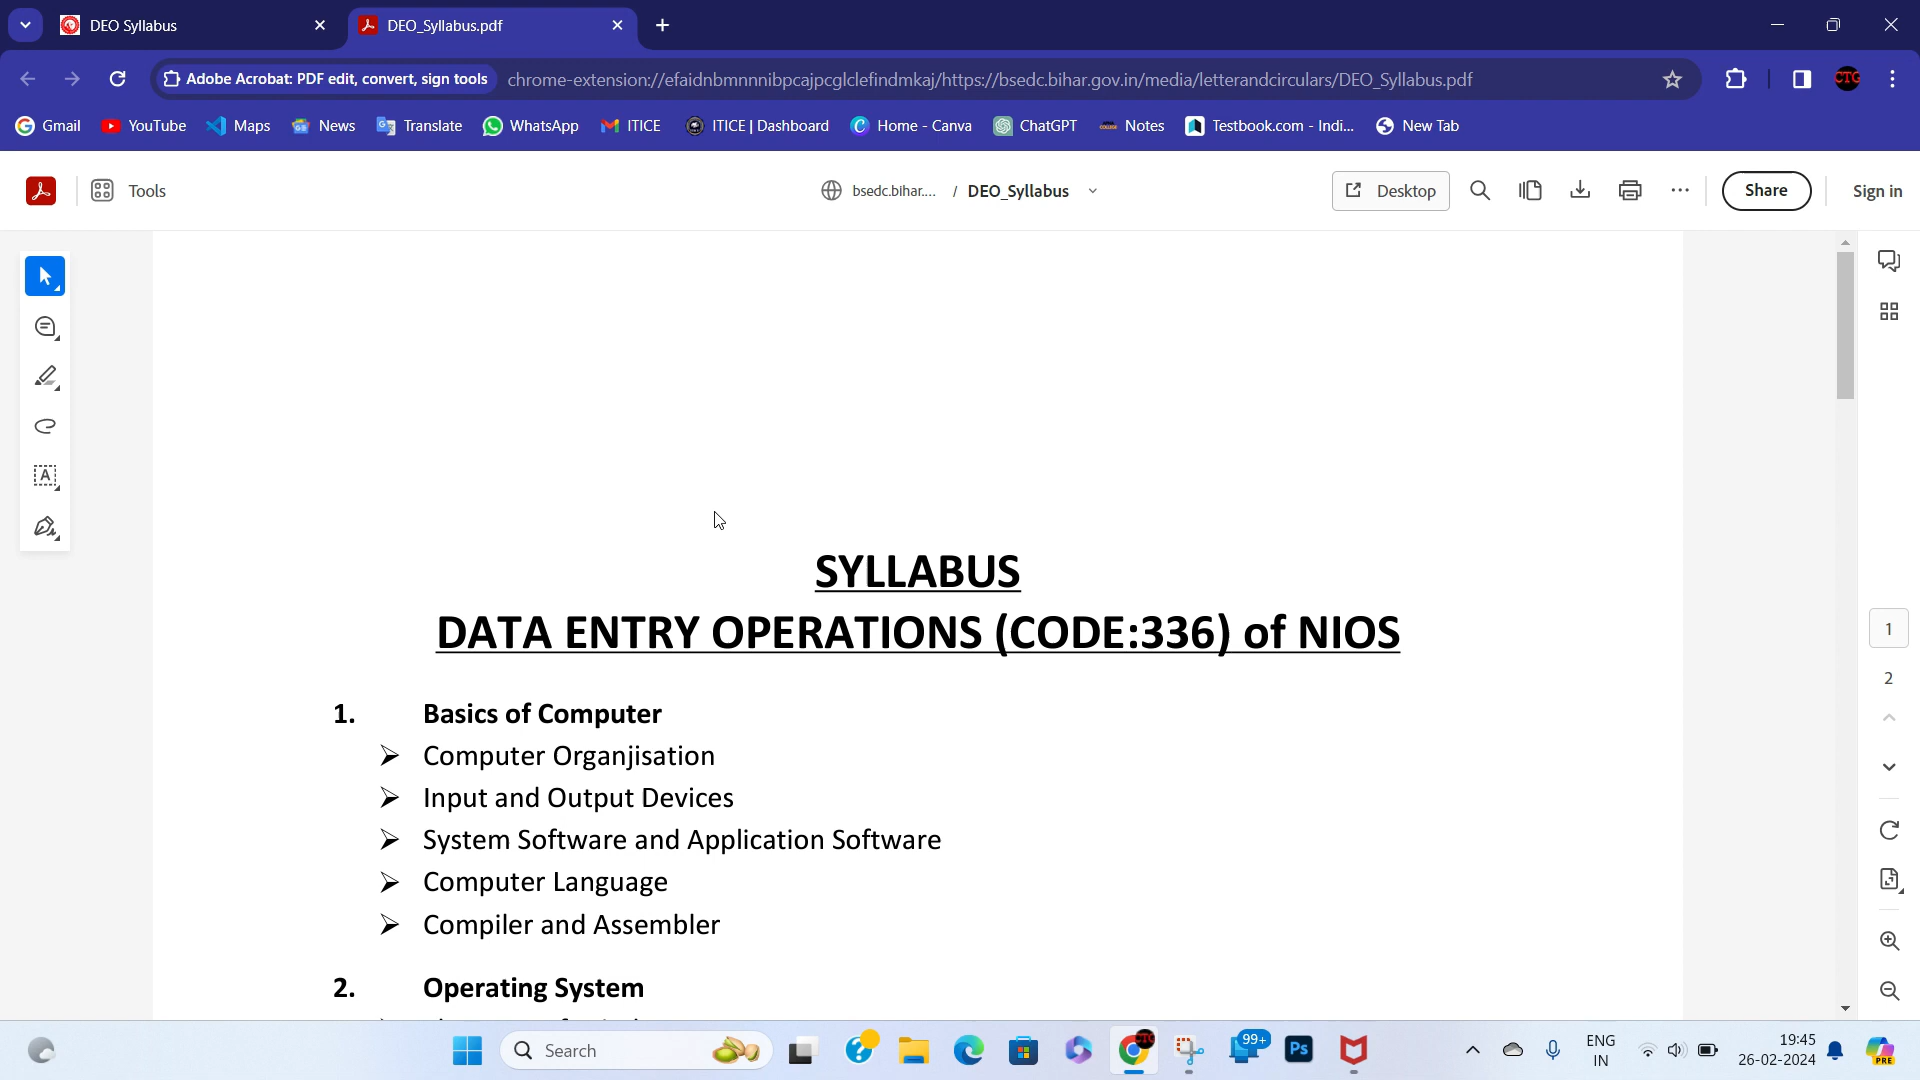 DEO Syllabus
DEO_Syllabus.pdf
Adobe Acrobat: PDF edit, convert, sign tools
chrome-extension://efaidnbmnnnibpcajpcglclefindmkaj/https://bsedc.bihar.gov.in/media/letterandcirculars/DEO_Syllabus.pdf
CTG
Gmail YouTube Maps News Translate WhatsApp ITICE ITICE | Dashboard Home - Canva ChatGPT Notes Testbook.com - Indi... New Tab
Tools
bsedc.bihar.... / DEO_Syllabus
Desktop
Share
Sign in
SYLLABUS
DATA ENTRY OPERATIONS (CODE:336) of NIOS
1. Basics of Computer
➢ Computer Organjisation
➢ Input and Output Devices
➢ System Software and Application Software
➢ Computer Language
➢ Compiler and Assembler
2. Operating System
1
2
Search
CTG
99+
Ps
ENG
IN
19:45
26-02-2024
PRE